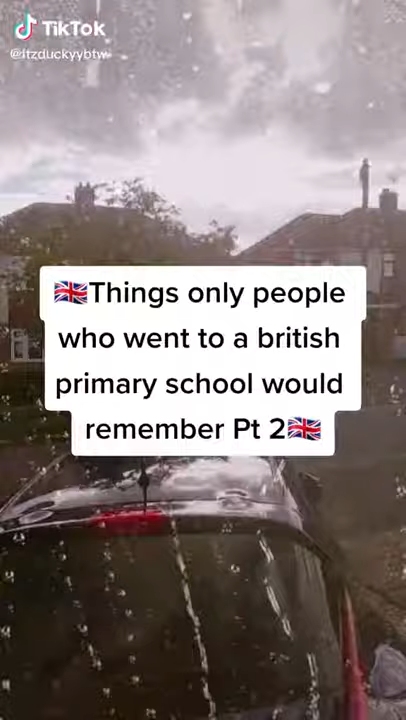 TikTok
@itzduckyybtw
🇬🇧Things only people
who went to a british
primary school would
remember Pt 2🇬🇧